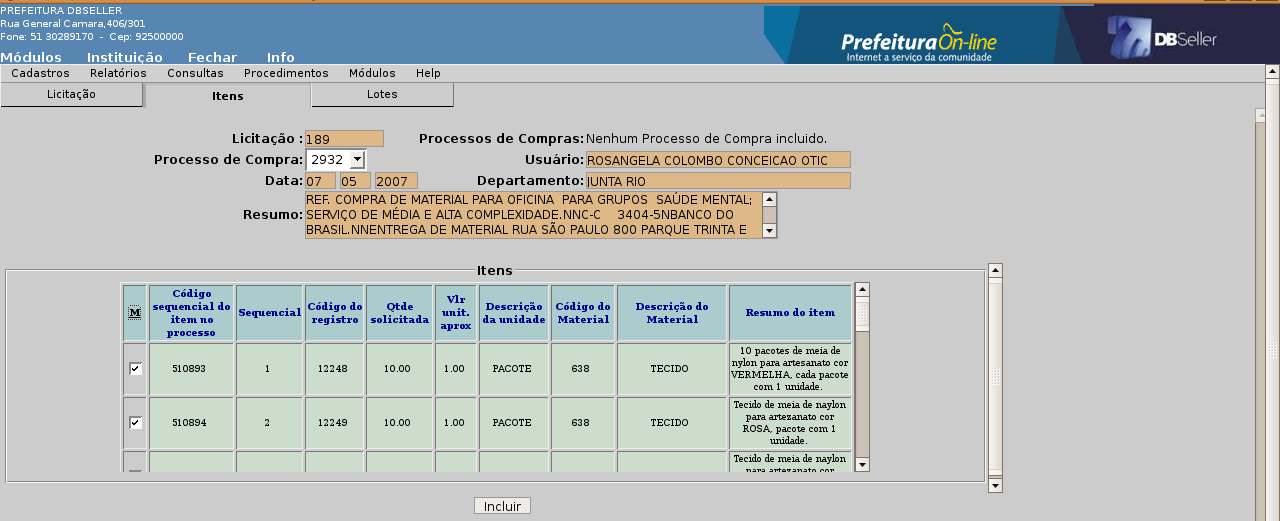 PREFEITURA DBSELLER
Rua General Camara,406/301
Fone: 51 30289170 - Cep: 92500000
Prefeitura On-line
Internet a serviço da comunidade
DBSeller
Módulos Instituição Fechar Info
Cadastros Relatórios Consultas Procedimentos Módulos Help
Licitação Itens Lotes
Licitação : 189 Processos de Compras: Nenhum Processo de Compra incluido.
Processo de Compra: 2932 Usuário: ROSANGELA COLOMBO CONCEICAO OTIC
Data: 07 05 2007 Departamento: JUNTA RIO
Resumo: REF. COMPRA DE MATERIAL PARA OFICINA PARA GRUPOS SAÚDE MENTAL;
SERVIÇO DE MÉDIA E ALTA COMPLEXIDADE.NNC-C 3404-5NBANCO DO
BRASIL.NNENTREGA DE MATERIAL RUA SÃO PAULO 800 PARQUE TRINTA E
Itens
M
Código
sequencial do
item no
processo
Sequencial
Código do
registro
Qtde
solicitada
Vlr
unit.
aprox
Descrição
da unidade
Código do
Material
Descrição do
Material
Resumo do item
510893 1 12248 10.00 1.00 PACOTE 638 TECIDO
10 pacotes de meia de
nylon para artesanato cor
VERMELHA, cada pacote
com 1 unidade.
510894 2 12249 10.00 1.00 PACOTE 638 TECIDO
Tecido de meia de naylon
para artezanato cor
ROSA, pacote com 1
unidade.
Tecido de meia de naylon
para artezanato cor
Incluir